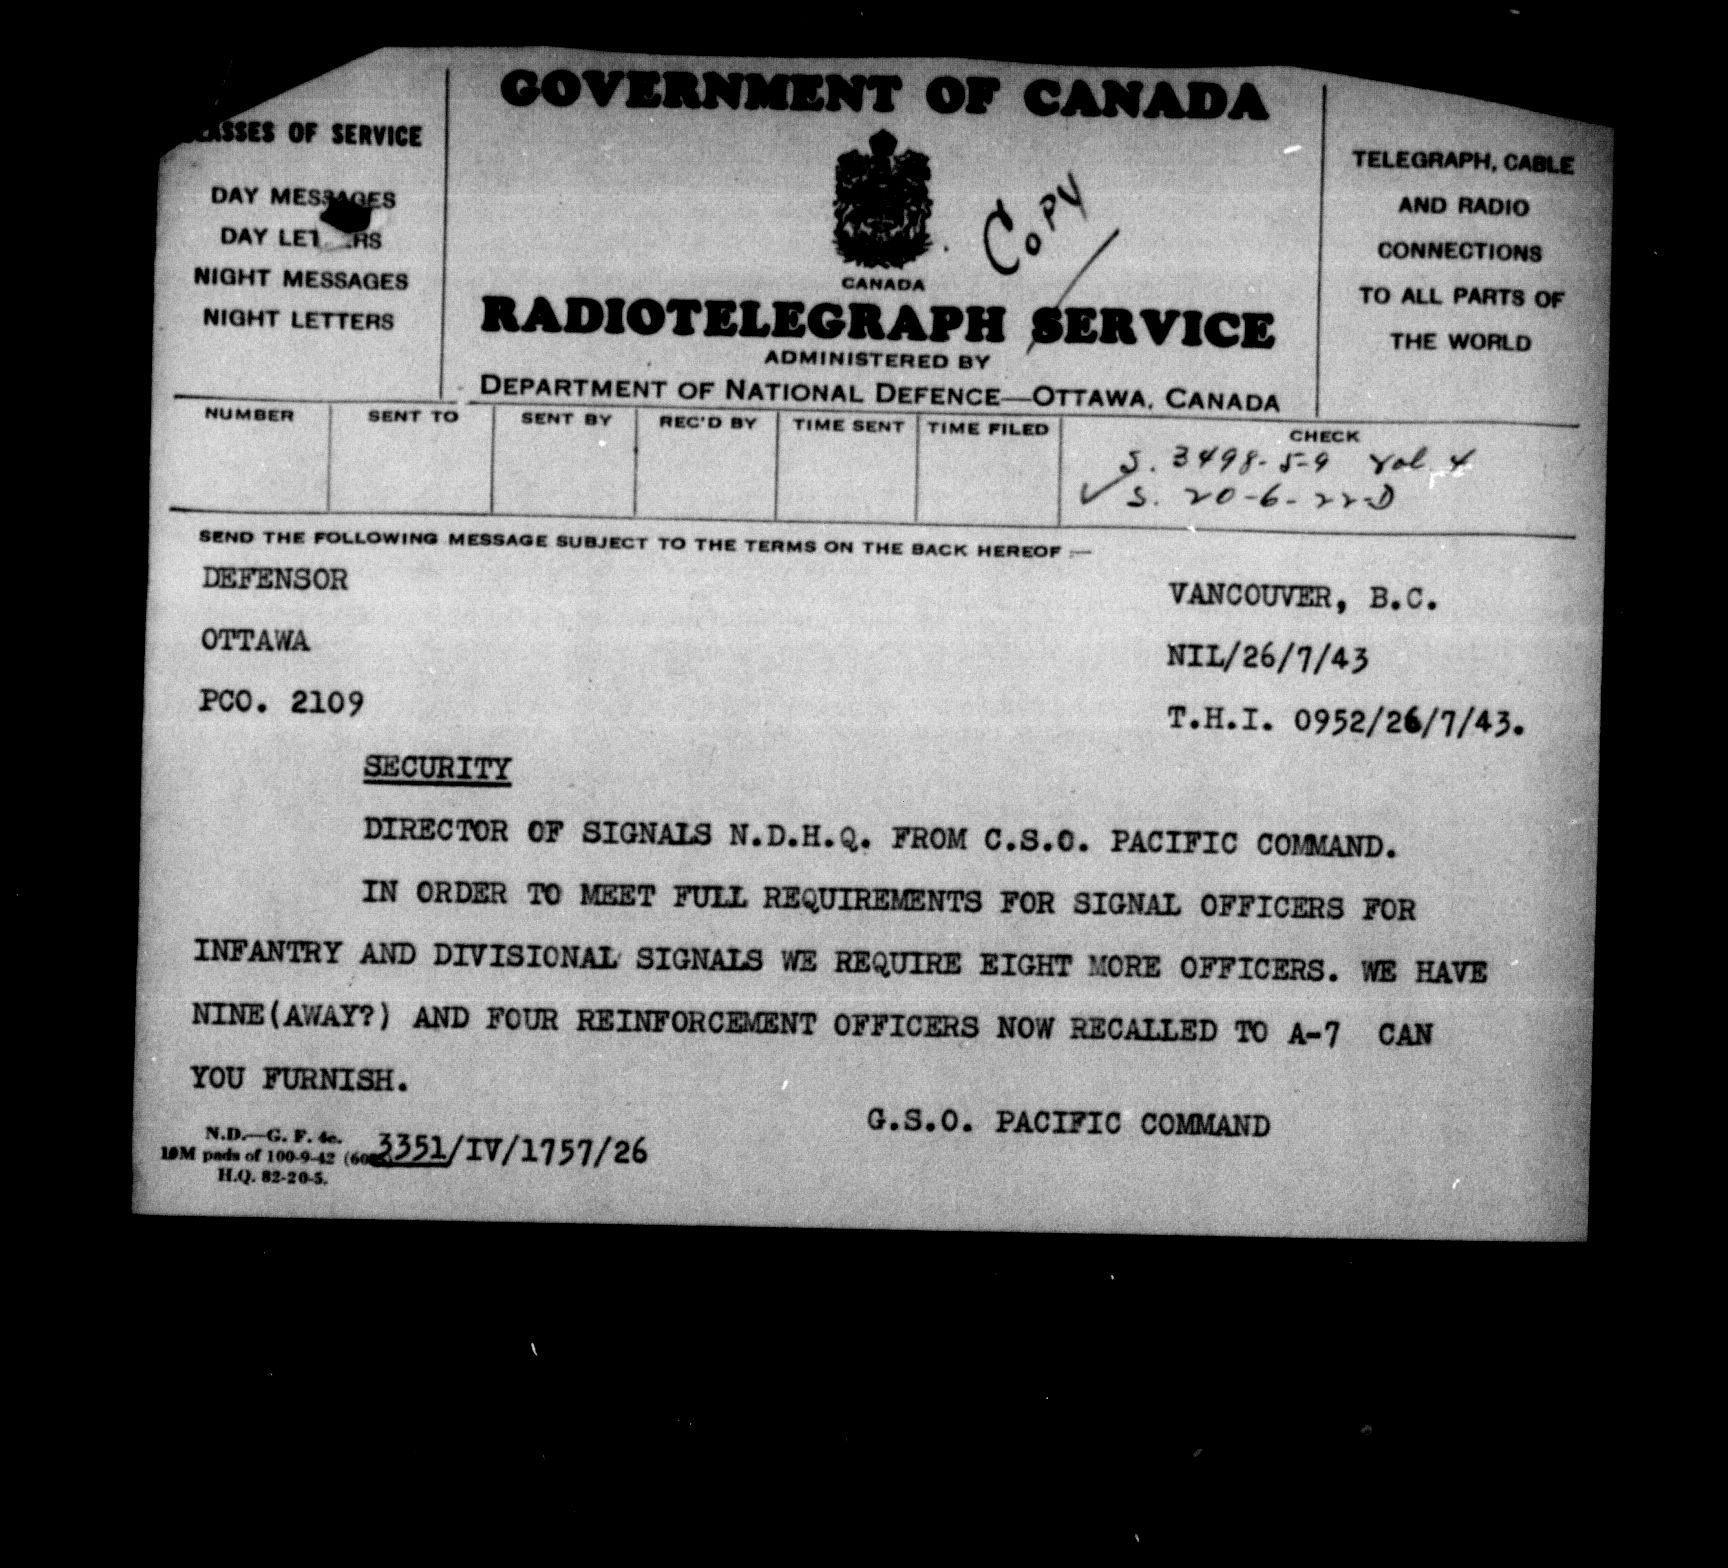 GOVERNMENT OF CANADA
CLASSES OF SERVICE
DAY MESSAGES
DAY LETTERS
NIGHT MESSAGES
NIGHT LETTERS
Copy
CANADA
RADIOTELEGRAPH SERVICE
ADMINISTERED BY
DEPARTMENT OF NATIONAL DEFENCE—OTTAWA, CANADA
TELEGRAPH, CABLE
AND RADIO
CONNECTIONS
TO ALL PARTS OF
THE WORLD
NUMBER SENT TO SENT BY REC'D BY TIME SENT TIME FILED CHECK
S. 3498-5-9 Vol. 4
✓ S. 20-6-22-D
SEND THE FOLLOWING MESSAGE SUBJECT TO THE TERMS ON THE BACK HEREOF:—
DEFENSOR VANCOUVER, B.C.
OTTAWA NIL/26/7/43
PCO. 2109 T.H.I. 0952/26/7/43.
SECURITY
DIRECTOR OF SIGNALS N.D.H.Q. FROM C.S.O. PACIFIC COMMAND.
IN ORDER TO MEET FULL REQUIREMENTS FOR SIGNAL OFFICERS FOR
INFANTRY AND DIVISIONAL SIGNALS WE REQUIRE EIGHT MORE OFFICERS. WE HAVE
NINE(AWAY?) AND FOUR REINFORCEMENT OFFICERS NOW RECALLED TO A-7 CAN
YOU FURNISH.
G.S.O. PACIFIC COMMAND
N.D.—G. F. 4c.
10M pads of 100-9-42 3351/IV/1757/26
H.Q. 82-20-5.